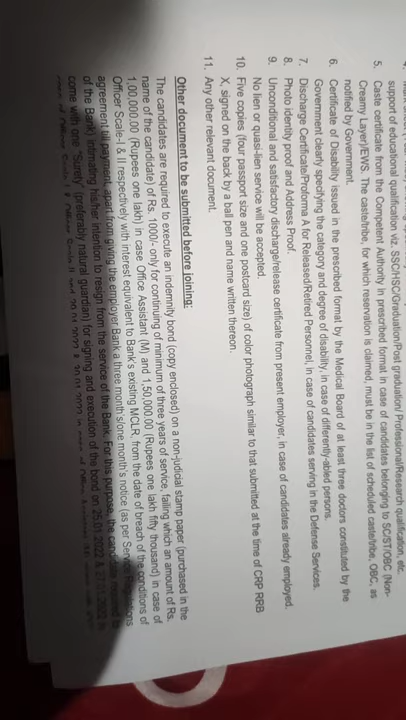 support of educational qualification viz. SSC/HSC/Graduation/Post graduation/ Professional/Research qualification, etc.
5. Caste certificate from the Competent Authority in prescribed format in case of candidates belonging to SC/ST/OBC (Non-
Creamy Layer)/EWS. The caste/tribe, for which reservation is claimed, must be in the list of scheduled caste/tribe, OBC, as
notified by Government.
6. Certificate of Disability issued in the prescribed format by the Medical Board of at least three doctors constituted by the
Government clearly specifying the category and degree of disability, in case of differently-abled persons.
7. Discharge Certificate/Proforma A for Released/Retired Personnel, in case of candidates serving in the Defense Services.
8. Photo identity proof and Address Proof.
9. Unconditional and satisfactory discharge/release certificate from present employer, in case of candidates already employed.
No lien or quasi-lien service will be accepted.
10. Five copies (four passport size and one postcard size) of color photograph similar to that submitted at the time of CRP RRB
X, signed on the back by a ball pen and name written thereon.
11. Any other relevant document.
Other document to be submitted before joining:
The candidates are required to execute an indemnity bond (copy enclosed) on a non-judicial stamp paper (purchased in the
name of the candidate) of Rs. 1000/- only) for continuing of minimum of three years of service, failing which an amount of Rs.
1,00,000.00 (Rupees one lakh) in case Office Assistant (M) and 1,50,000.00 (Rupees one lakh fifty thousand) in case of
Officer Scale-I & II respectively with interest equivalent to Bank's existing MCLR, from the date of breach of the conditions of
agreement till payment, apart from giving the employer Bank a three month's/one month's notice (as per Service Regulations
of the Bank) intimating his/her intention to resign from the service of the Bank. For this purpose, the candidates required to
come with one "Surety" (preferably natural guardian) for signing and execution of the bond on 25.01.2022 & 27.01.2022 in